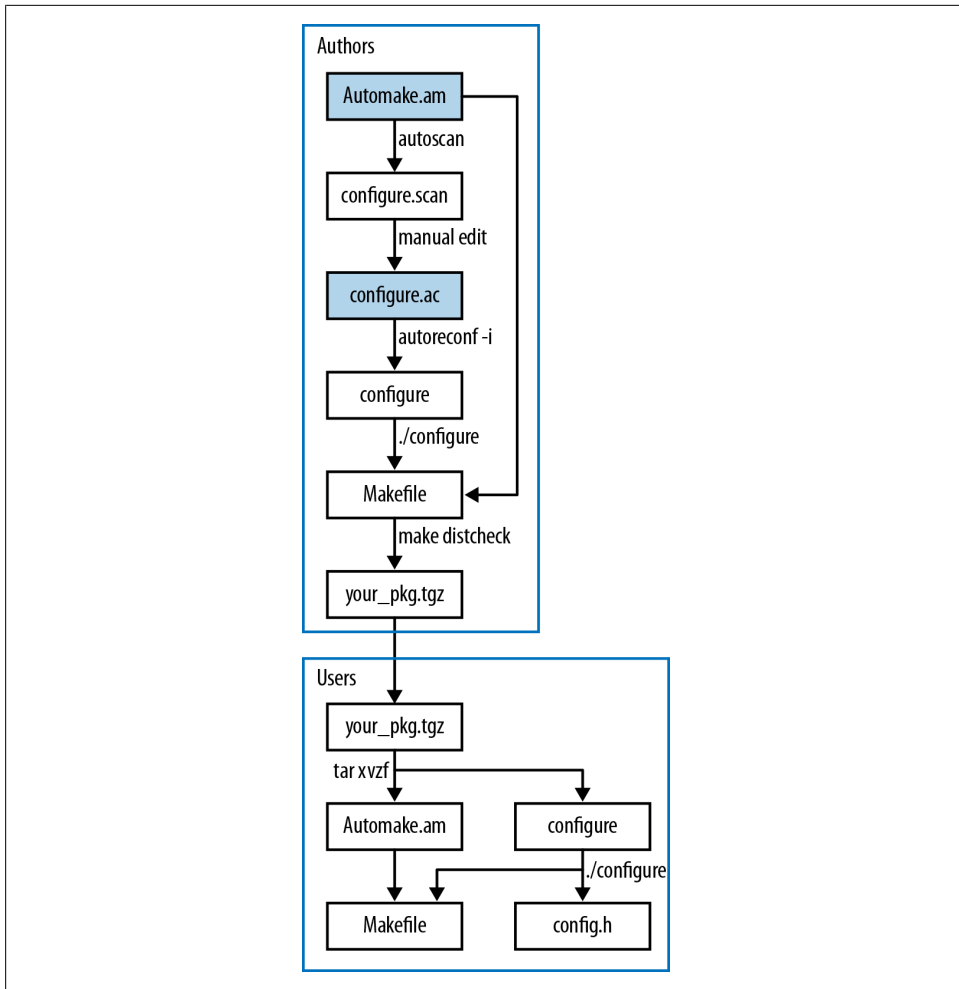 Authors
Automake.am
autoscan
configure.scan
manual edit
configure.ac
autoreconf -i
configure
./configure
Makefile
make distcheck
your_pkg.tgz
Users
your_pkg.tgz
tar xvzf
Automake.am
configure
./configure
Makefile
config.h